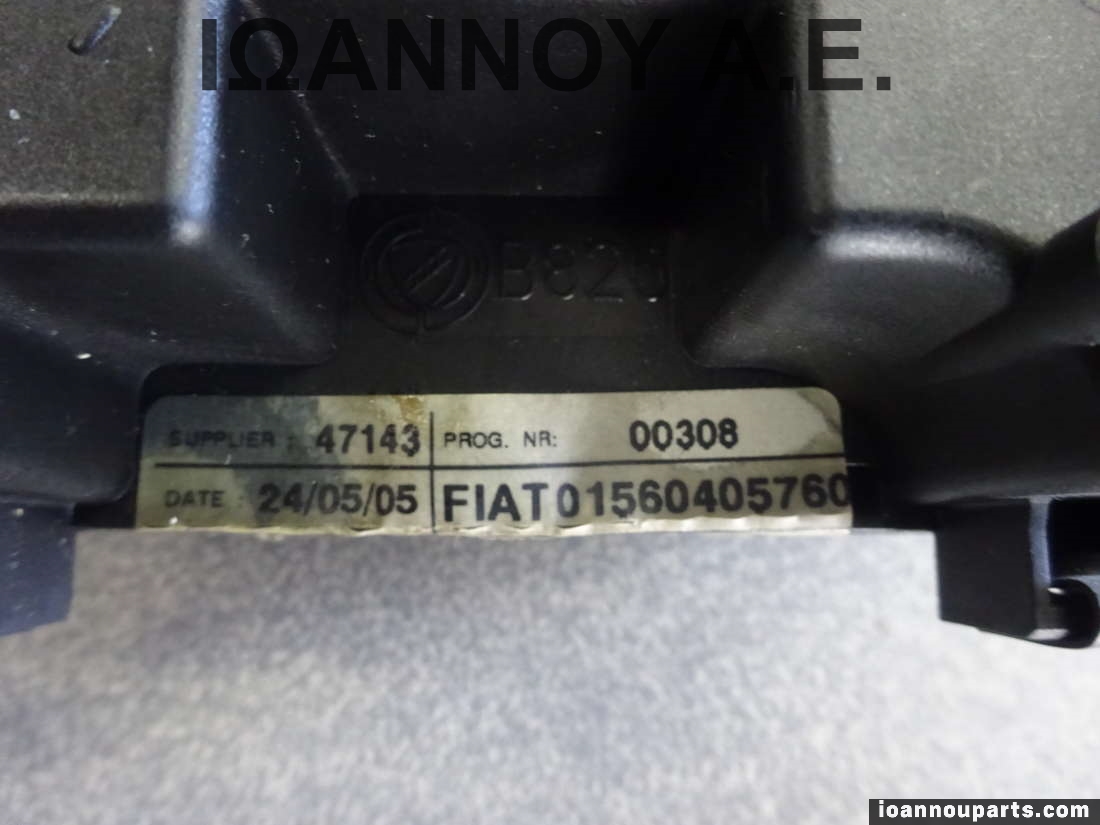 ΙΩΑΝΝΟΥ Α.Ε.
SUPPLIER : 47143 PROG. NR: 00308
DATE : 24/05/05 FIAT 01560405760
ioannouparts.com